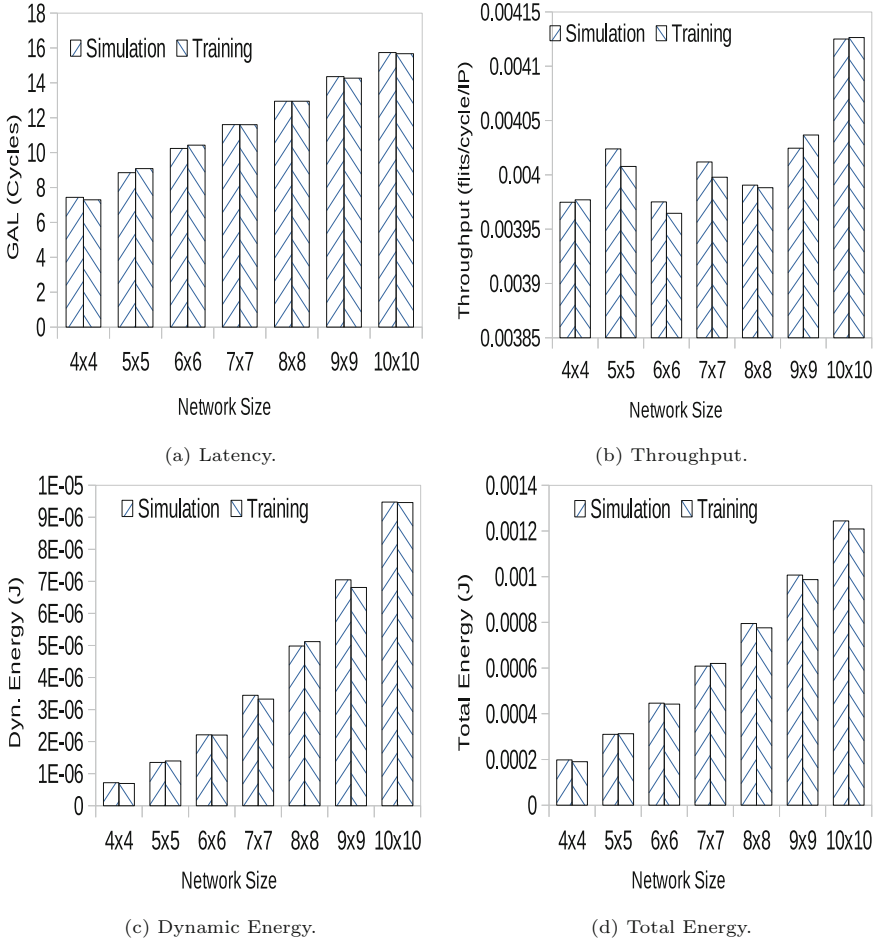 18
16
14
12
10
8
6
4
2
0
GAL (Cycles)
Simulation Training
4x4 5x5 6x6 7x7 8x8 9x9 10x10
Network Size
(a) Latency.
0.00415
0.0041
0.00405
0.004
0.00395
0.0039
0.00385
Throughput (flits/cycle/IP)
Simulation Training
4x4 5x5 6x6 7x7 8x8 9x9 10x10
Network Size
(b) Throughput.
1E-05
9E-06
8E-06
7E-06
6E-06
5E-06
4E-06
3E-06
2E-06
1E-06
0
Dyn. Energy (J)
Simulation Training
4x4 5x5 6x6 7x7 8x8 9x9 10x10
Network Size
(c) Dynamic Energy.
0.0014
0.0012
0.001
0.0008
0.0006
0.0004
0.0002
0
Total Energy (J)
Simulation Training
4x4 5x5 6x6 7x7 8x8 9x9 10x10
Network Size
(d) Total Energy.